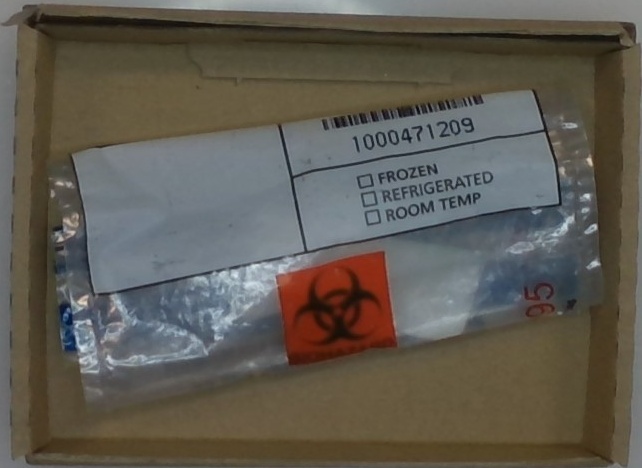 1000471209
☐ FROZEN
☐ REFRIGERATED
☐ ROOM TEMP
95